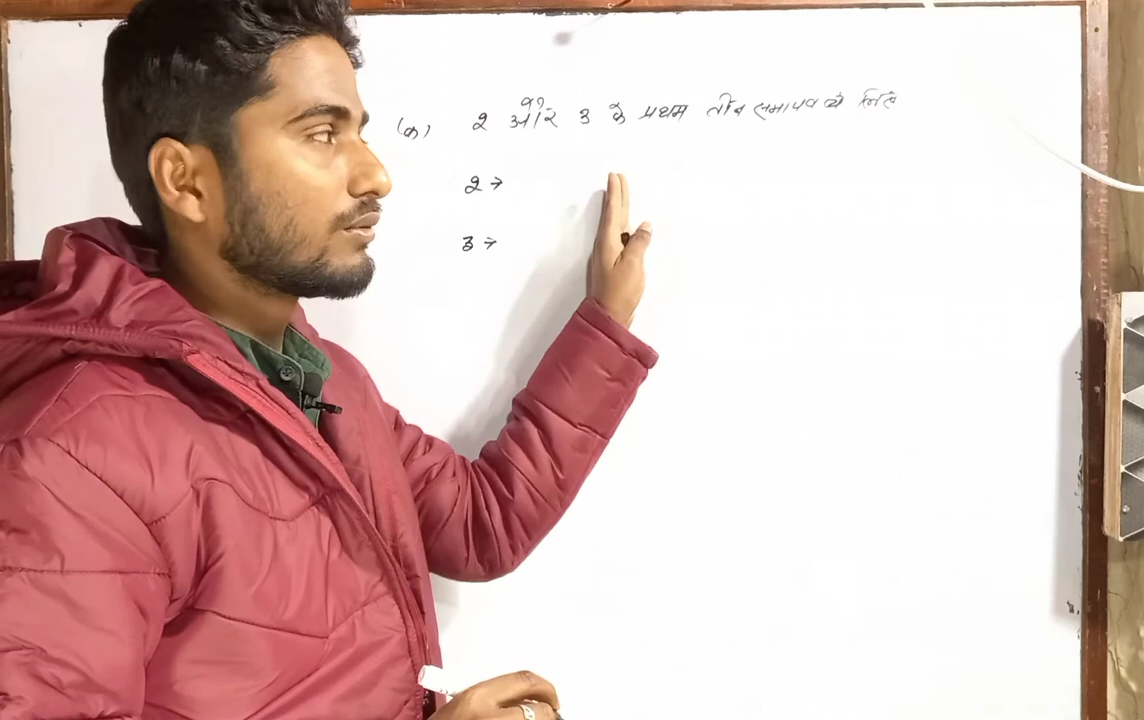 (क) 2 और 3 के प्रथम तीन समापवर्त्य लिखे
2 →
3 →